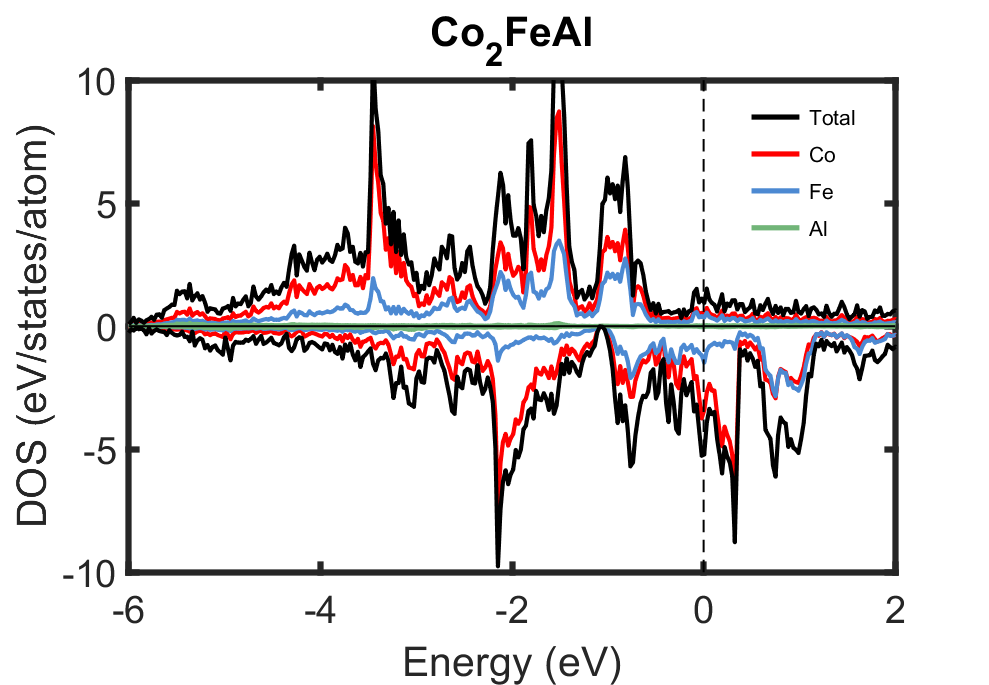 Co2FeAl
DOS (eV/states/atom)
10
5
0
-5
-10
Total
Co
Fe
Al
-6
-4
-2
0
2
Energy (eV)